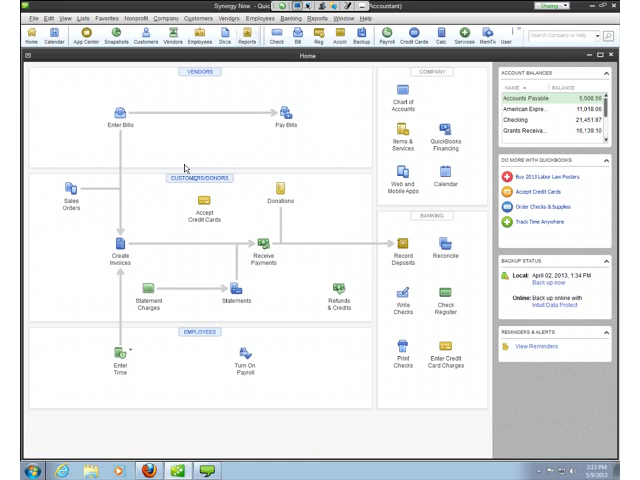 Synergy Now - Quic Accountant)
Sharing
File Edit View Lists Favorites Nonprofit Company Customers Vendors Employees Banking Reports Window Help
Home Calendar App Center Snapshots Customers Vendors Employees Docs Reports Check Bill Reg Accnt Backup Payroll Credit Cards Calc Services MemTx User
Search Company or Help...
Home
VENDORS
Enter Bills
Pay Bills
CUSTOMERS/DONORS
Sales
Orders
Accept
Credit Cards
Donations
Create
Invoices
Receive
Payments
Statement
Charges
Statements
Refunds
& Credits
EMPLOYEES
Enter
Time
Turn On
Payroll
COMPANY
Chart of
Accounts
Items &
Services
QuickBooks
Financing
Web and
Mobile Apps
Calendar
BANKING
Record
Deposits
Reconcile
Write
Checks
Check
Register
Print
Checks
Enter Credit
Card Charges
ACCOUNT BALANCES
NAME BALANCE
Accounts Payable 5,508.56
American Expre... 11,018.06
Checking 21,451.97
Grants Receiva... 16,139.10
DO MORE WITH QUICKBOOKS
Buy 2013 Labor Law Posters
Accept Credit Cards
Order Checks & Supplies
Track Time Anywhere
BACKUP STATUS
Local: April 02, 2013, 1:34 PM
Back up now
Online: Back up online with
Intuit Data Protect
REMINDERS & ALERTS
View Reminders
2:13 PM
5/9/2013